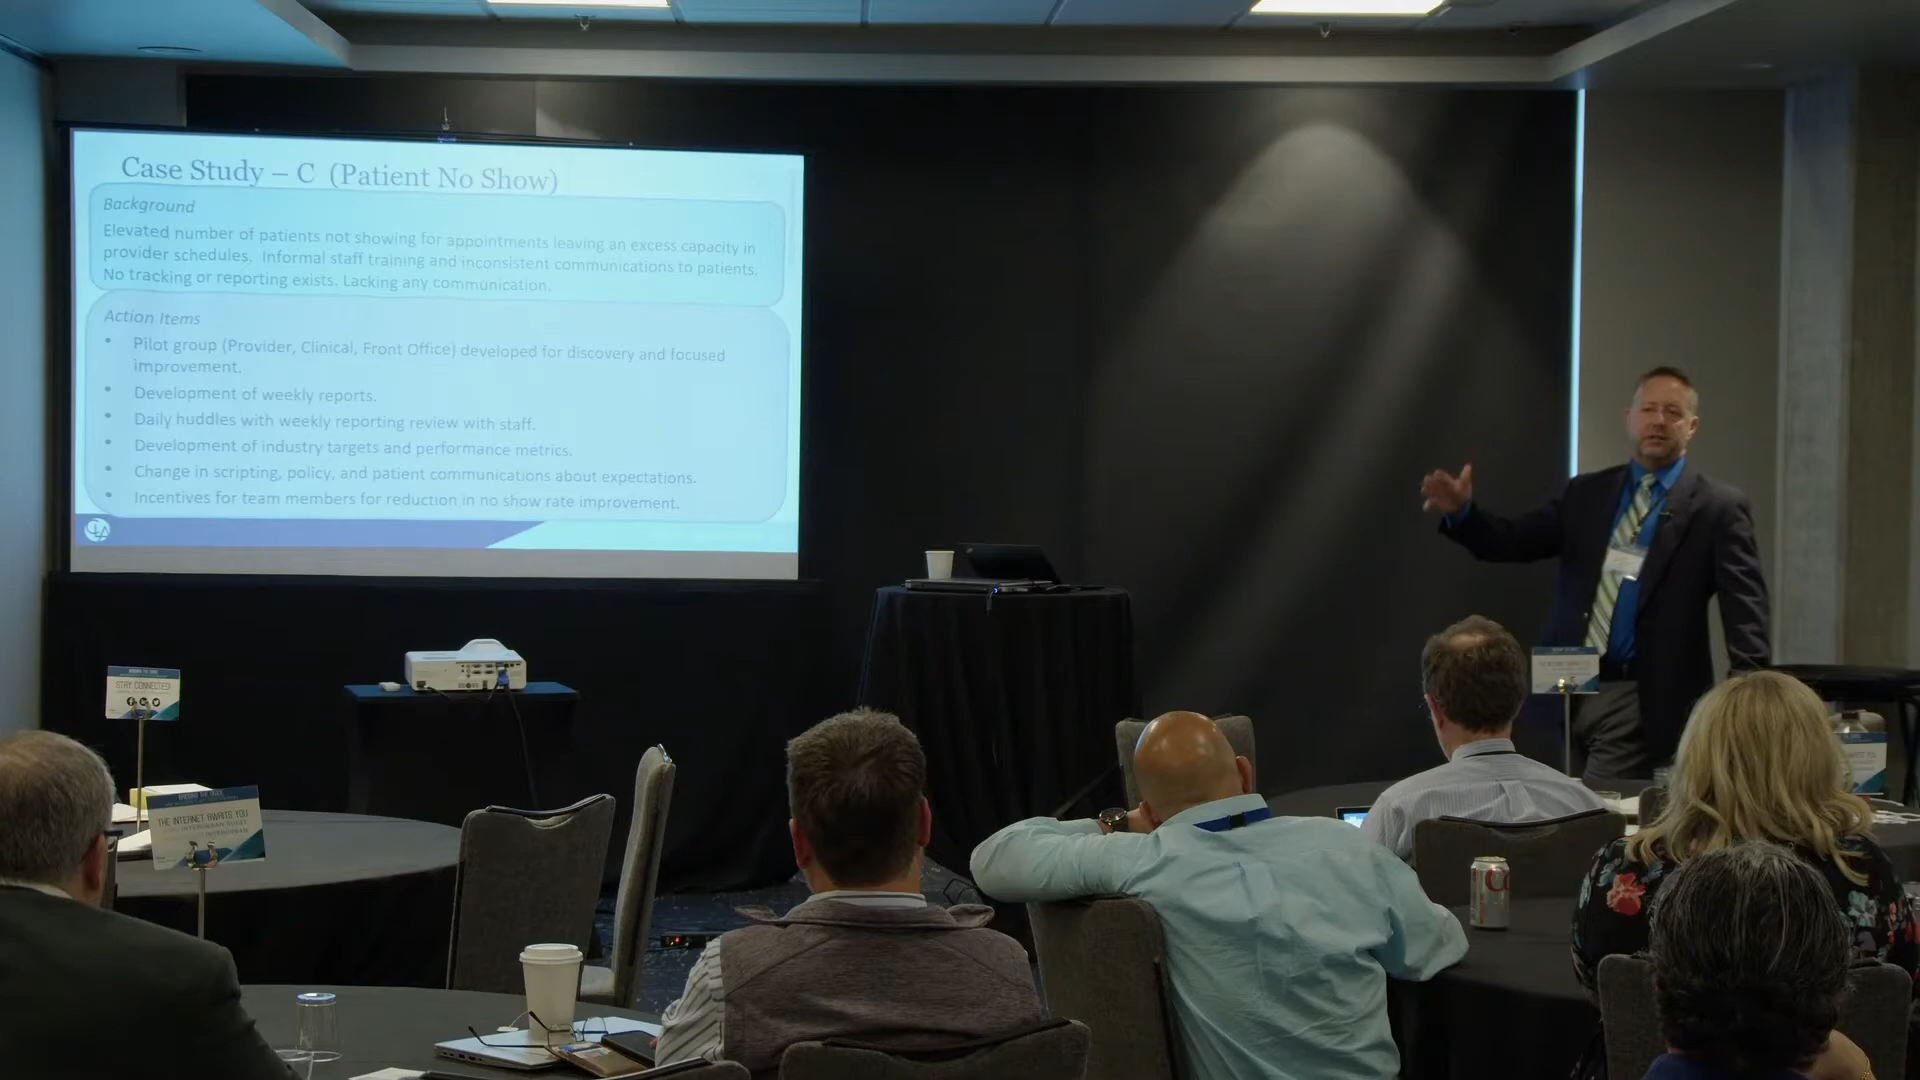 Case Study – C (Patient No Show)
Background
Elevated number of patients not showing for appointments leaving an excess capacity in
provider schedules. Informal staff training and inconsistent communications to patients.
No tracking or reporting exists. Lacking any communication.
Action Items
• Pilot group (Provider, Clinical, Front Office) developed for discovery and focused
improvement.
• Development of weekly reports.
• Daily huddles with weekly reporting review with staff.
• Development of industry targets and performance metrics.
• Change in scripting, policy, and patient communications about expectations.
• Incentives for team members for reduction in no show rate improvement.
CLA
STAY CONNECTED
THE INTERNET AWAITS YOU